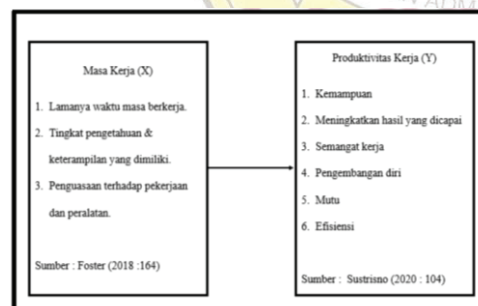 Masa Kerja (X)
1. Lamanya waktu masa berkerja.
2. Tingkat pengetahuan &
keterampilan yang dimiliki.
3. Penguasaan terhadap pekerjaan
dan peralatan.
Sumber : Foster (2018 :164)
Produktivitas Kerja (Y)
1. Kemampuan
2. Meningkatkan hasil yang dicapai
3. Semangat kerja
4. Pengembangan diri
5. Mutu
6. Efisiensi
Sumber : Sustrisno (2020 : 104)